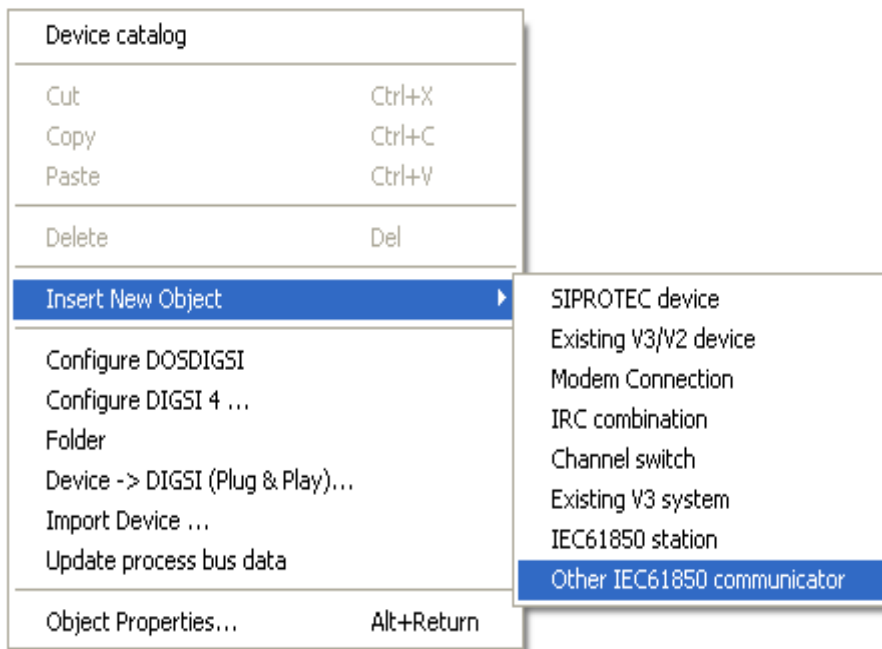 Device catalog
Cut Ctrl+X
Copy Ctrl+C
Paste Ctrl+V
Delete Del
Insert New Object
Configure DOSDIGSI
Configure DIGSI 4 ...
Folder
Device -> DIGSI (Plug & Play)...
Import Device ...
Update process bus data
Object Properties... Alt+Return
SIPROTEC device
Existing V3/V2 device
Modem Connection
IRC combination
Channel switch
Existing V3 system
IEC61850 station
Other IEC61850 communicator